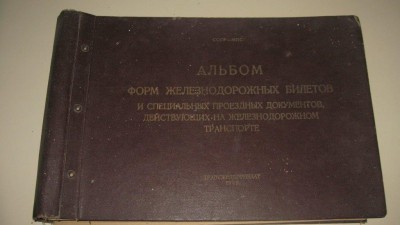 АЛЬБОМ
ФОРМ ЖЕЛЕЗНОДОРОЖНЫХ БИЛЕТОВ
И СПЕЦИАЛЬНЫХ ПРОЕЗДНЫХ ДОКУМЕНТОВ,
ДЕЙСТВУЮЩИХ НА ЖЕЛЕЗНОДОРОЖНОМ
ТРАНСПОРТЕ